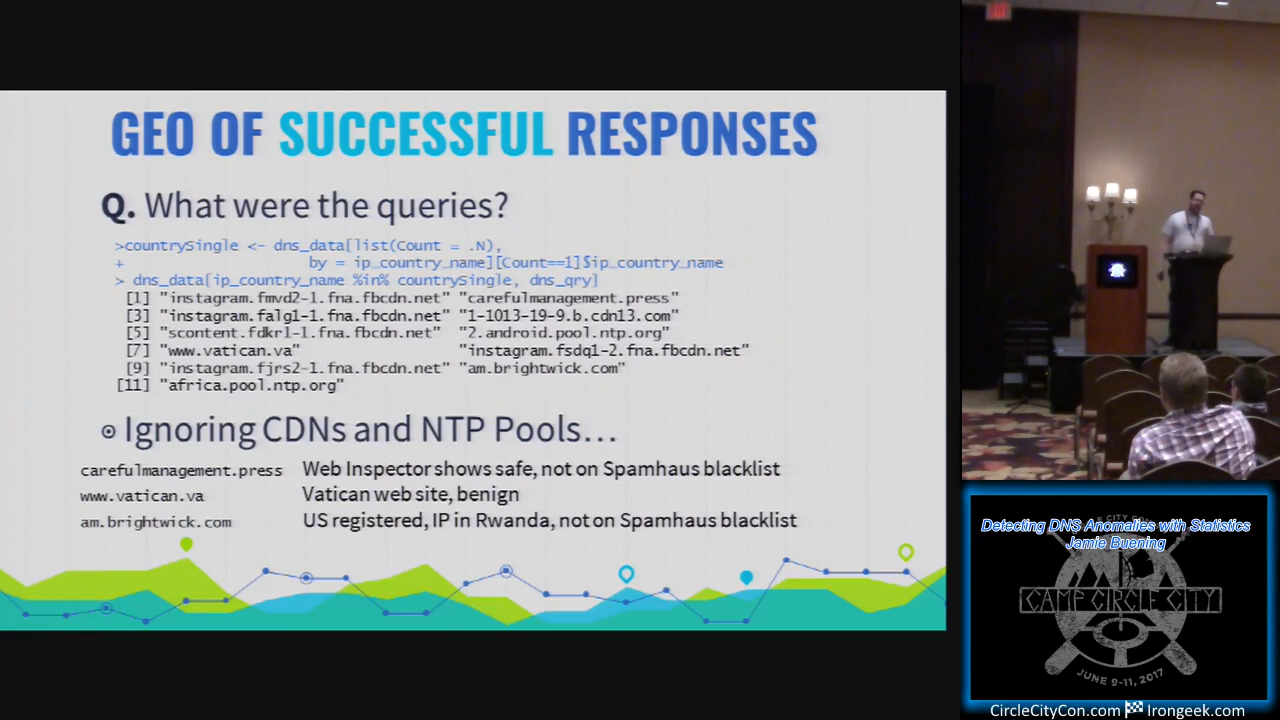 GEO OF SUCCESSFUL RESPONSES
Q. What were the queries?
>countrySingle <- dns_data[list(Count = .N),
+ by = ip_country_name][Count==1]$ip_country_name
> dns_data[ip_country_name %in% countrySingle, dns_qry]
[1] "instagram.fmvd2-1.fna.fbcdn.net" "carefulmanagement.press"
[3] "instagram.falg1-1.fna.fbcdn.net" "1-1013-19-9.b.cdn13.com"
[5] "scontent.fdkr1-1.fna.fbcdn.net" "2.android.pool.ntp.org"
[7] "www.vatican.va" "instagram.fsdq1-2.fna.fbcdn.net"
[9] "instagram.fjrs2-1.fna.fbcdn.net" "am.brightwick.com"
[11] "africa.pool.ntp.org"
Ignoring CDNs and NTP Pools...
carefulmanagement.press Web Inspector shows safe, not on Spamhaus blacklist
www.vatican.va Vatican web site, benign
am.brightwick.com US registered, IP in Rwanda, not on Spamhaus blacklist
Detecting DNS Anomalies with Statistics
Jamie Buening
CAMP CIRCLE CITY
JUNE 9-11, 2017
CircleCityCon.com Irongeek.com